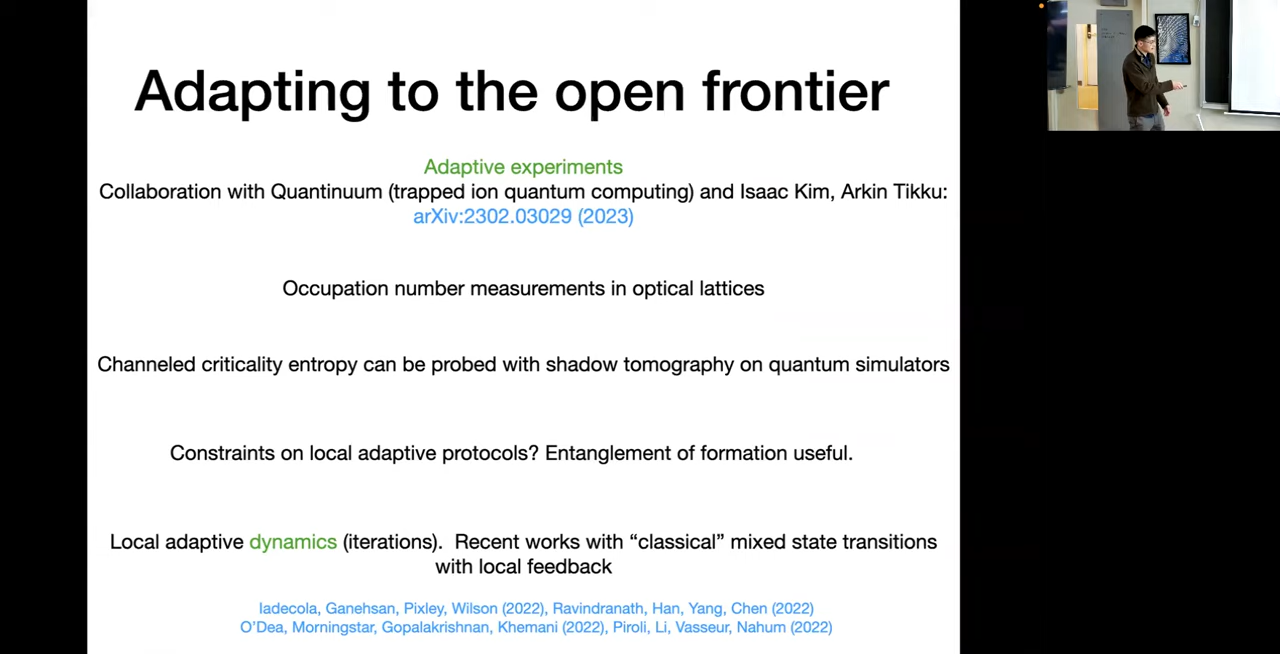 Adapting to the open frontier
Adaptive experiments
Collaboration with Quantinuum (trapped ion quantum computing) and Isaac Kim, Arkin Tikku:
arXiv:2302.03029 (2023)
Occupation number measurements in optical lattices
Channeled criticality entropy can be probed with shadow tomography on quantum simulators
Constraints on local adaptive protocols? Entanglement of formation useful.
Local adaptive dynamics (iterations). Recent works with “classical” mixed state transitions
with local feedback
Iadecola, Ganehsan, Pixley, Wilson (2022), Ravindranath, Han, Yang, Chen (2022)
O’Dea, Morningstar, Gopalakrishnan, Khemani (2022), Piroli, Li, Vasseur, Nahum (2022)